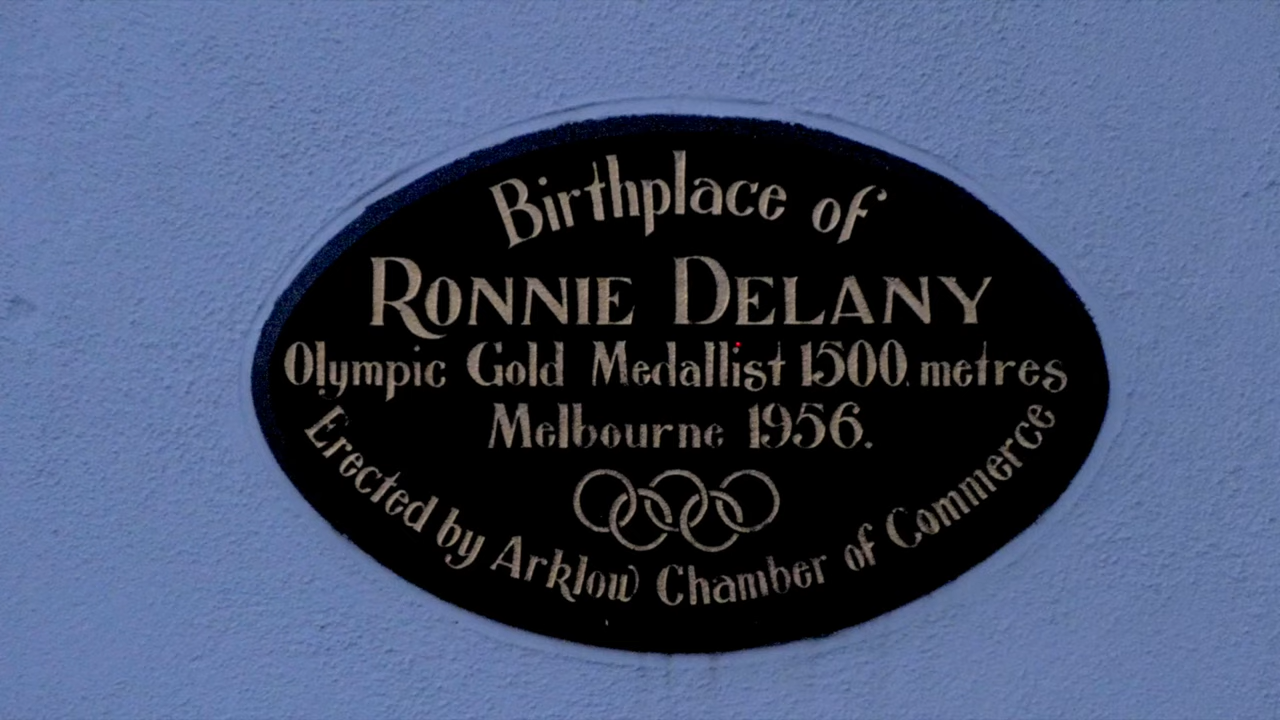 Birthplace of
RONNIE DELANY
Olympic Gold Medallist 1500 metres
Melbourne 1956.
Erected by Arklow Chamber of Commerce